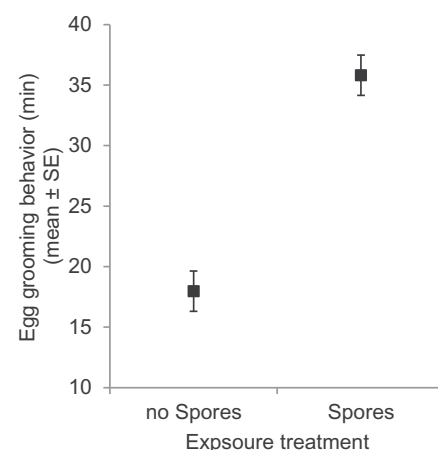 Egg grooming behavior (min)
(mean ± SE)
40
35
30
25
20
15
10
no Spores
Spores
Expsoure treatment